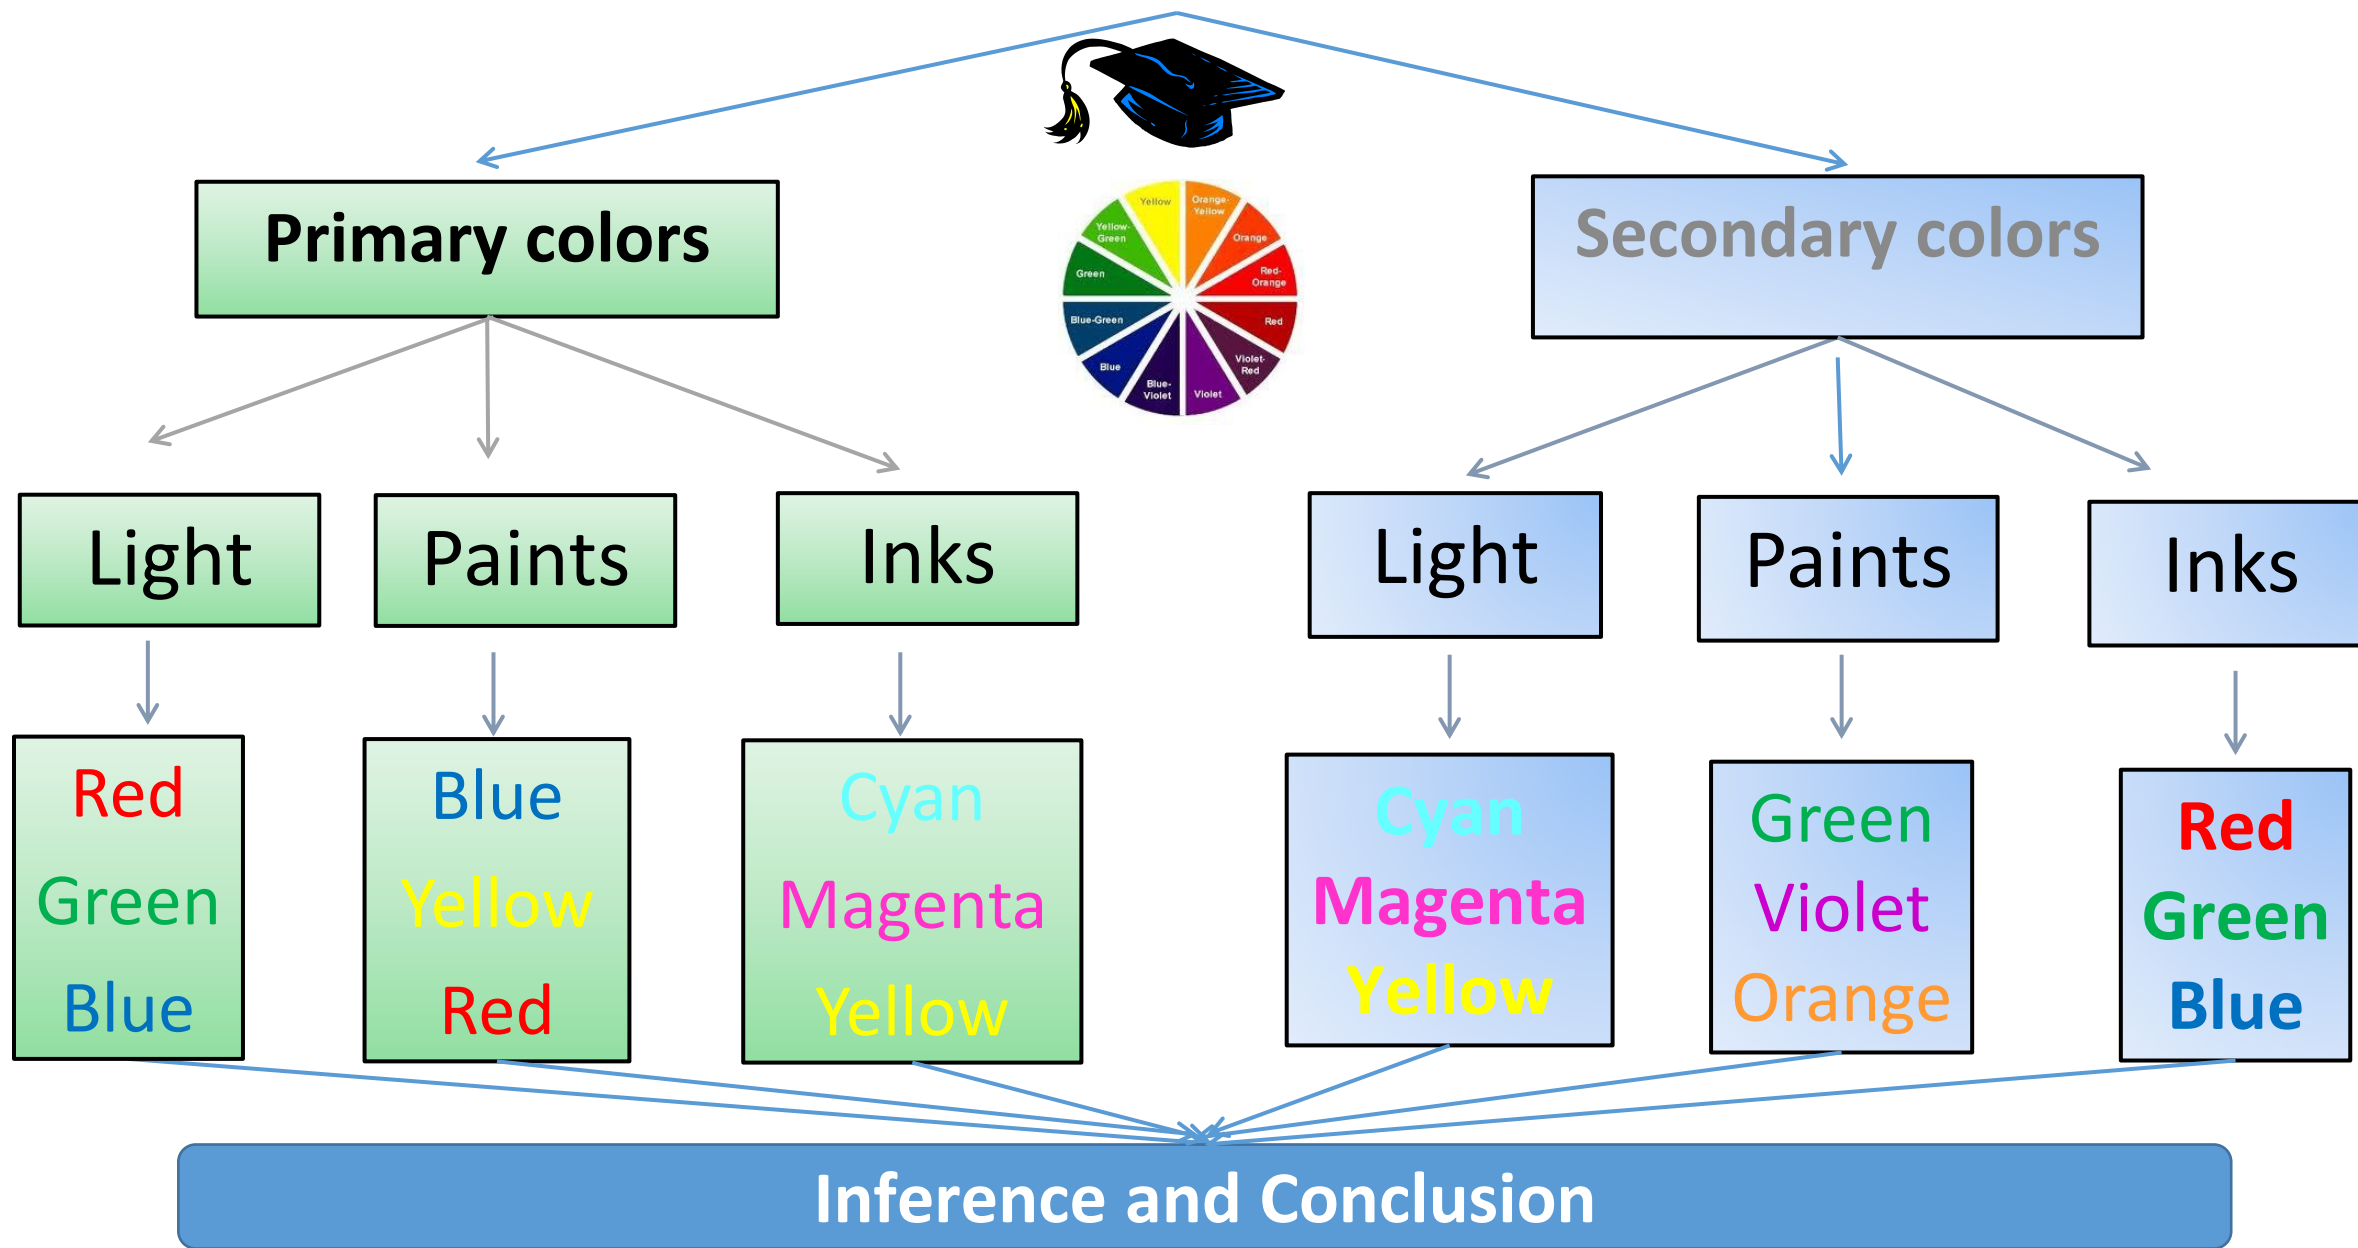 Primary colors
Secondary colors
Yellow
Orange-
Yellow
Orange
Red-
Orange
Red
Violet-
Red
Violet
Blue-
Violet
Blue
Blue-Green
Green
Yellow-
Green
Light
Paints
Inks
Light
Paints
Inks
Red
Green
Blue
Blue
Yellow
Red
Cyan
Magenta
Yellow
Cyan
Magenta
Yellow
Green
Violet
Orange
Red
Green
Blue
Inference and Conclusion